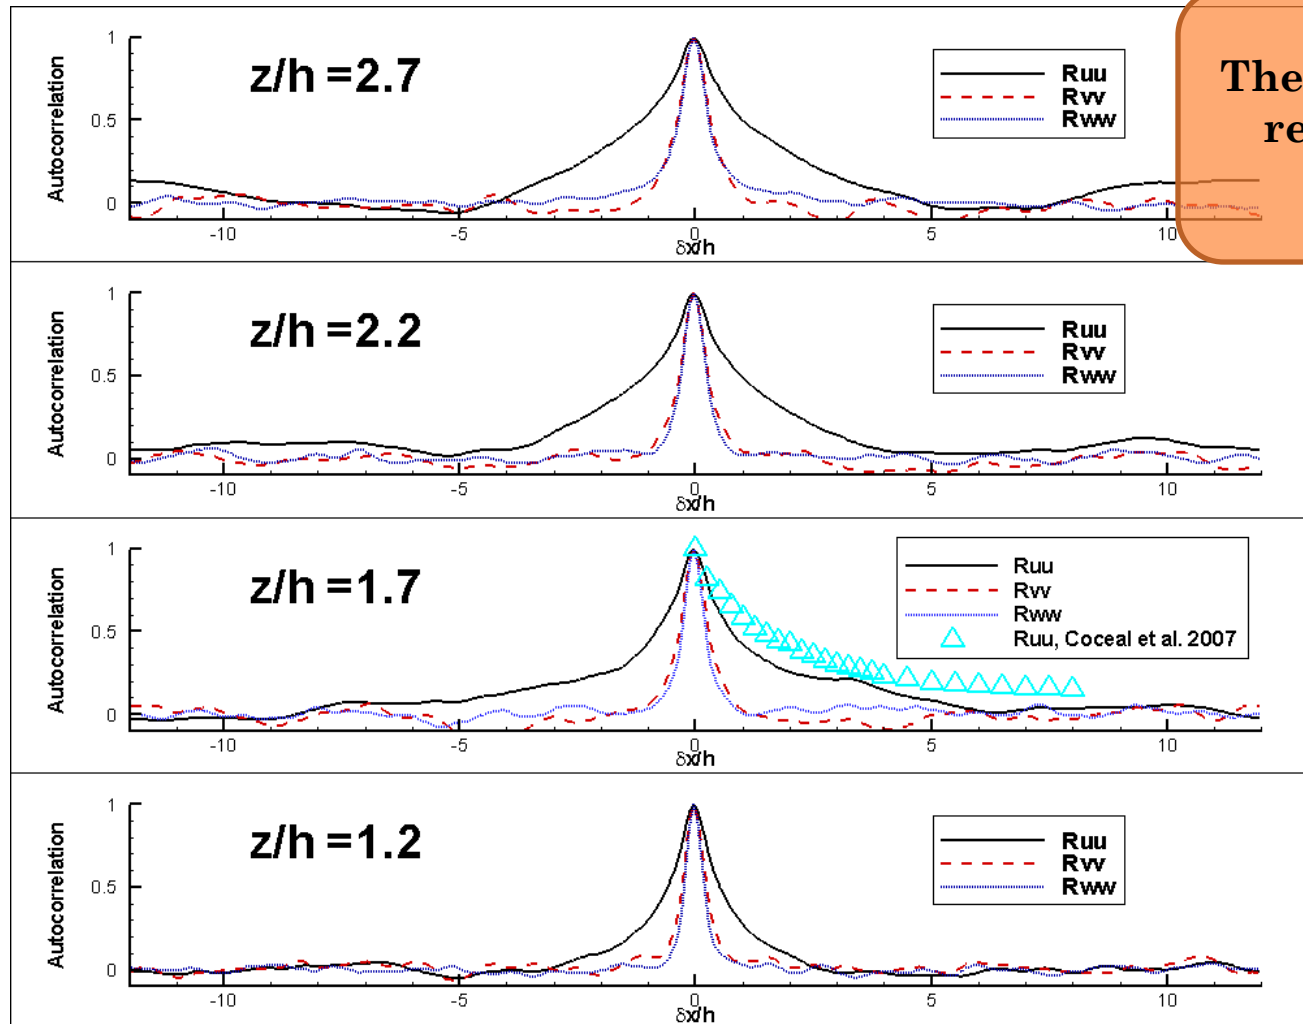 Autocorrelation
1
0.5
0
z/h =2.7
Ruu
Rvv
Rww
The
re
-10
-5
0
5
10
δx/h
Autocorrelation
1
0.5
0
z/h =2.2
Ruu
Rvv
Rww
-10
-5
0
5
10
δx/h
Autocorrelation
1
0.5
0
z/h =1.7
Ruu
Rvv
Rww
Ruu, Coceal et al. 2007
-10
-5
0
5
10
δx/h
Autocorrelation
1
0.5
0
z/h =1.2
Ruu
Rvv
Rww
-10
-5
0
5
10
δx/h